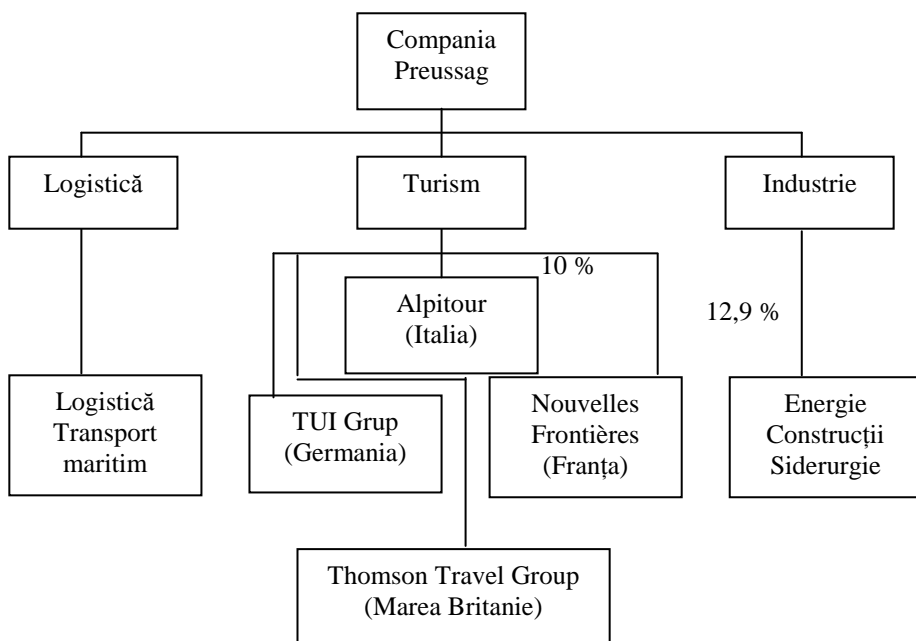 Compania
Preussag
Logistică
Turism
Industrie
10 %
Alpitour
(Italia)
12,9 %
Logistică
Transport
maritim
TUI Grup
(Germania)
Nouvelles
Frontières
(Franța)
Energie
Construcții
Siderurgie
Thomson Travel Group
(Marea Britanie)